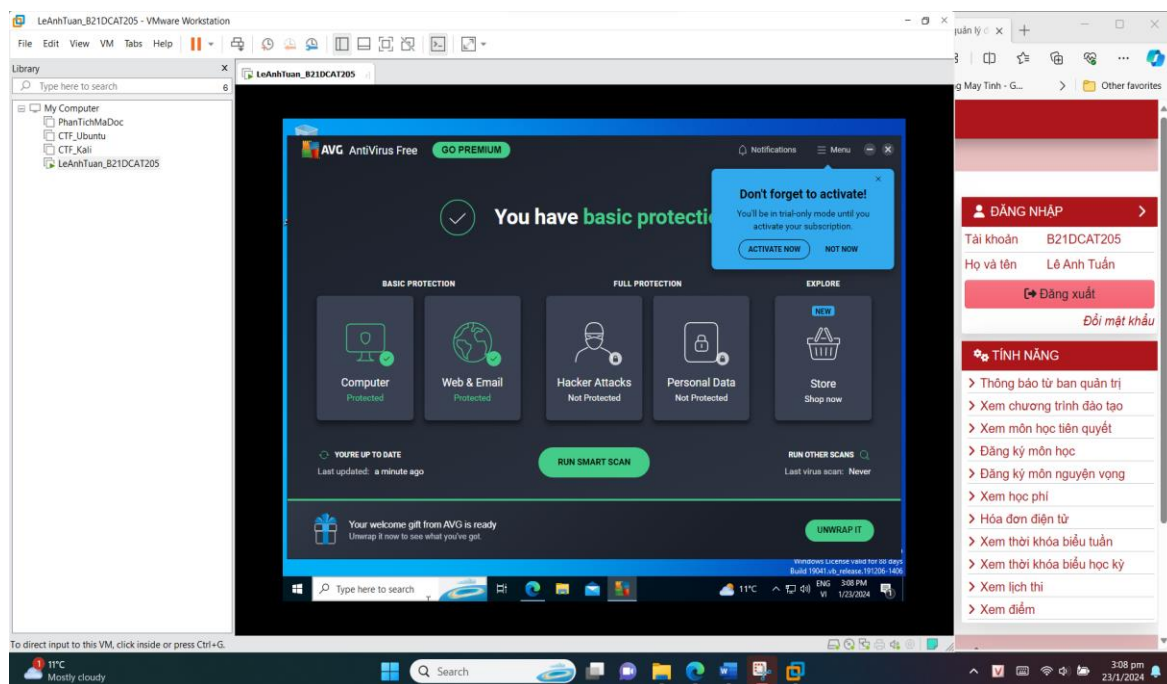 LeAnhTuan_B21DCAT205 - VMware Workstation
File Edit View VM Tabs Help
Library X
Type here to search
My Computer
PhanTichMaDoc
CTF_Ubuntu
CTF_Kali
LeAnhTuan_B21DCAT205
LeAnhTuan_B21DCAT205
AVG AntiVirus Free GO PREMIUM
Notifications Menu
Don't forget to activate!
You'll be in trial-only mode until you
activate your subscription.
ACTIVATE NOW NOT NOW
You have basic protecti
BASIC PROTECTION FULL PROTECTION EXPLORE
NEW
Computer Web & Email Hacker Attacks Personal Data Store
Protected Protected Not Protected Not Protected Shop now
YOU'RE UP TO DATE
Last updated: a minute ago
RUN SMART SCAN
RUN OTHER SCANS
Last virus scan: Never
Your welcome gift from AVG is ready
Unwrap it now to see what you've got.
UNWRAP IT
Windows License valid for 88 days
Build 19041.vb_release.191206-1406
Type here to search
11°C ENG 3:08 PM
VI 1/23/2024
To direct input to this VM, click inside or press Ctrl+G.
quản lý
g May Tinh - G... Other favorites
ĐĂNG NHẬP
Tài khoản B21DCAT205
Họ và tên Lê Anh Tuấn
Đăng xuất
Đổi mật khẩu
TÍNH NĂNG
Thông báo từ ban quản trị
Xem chương trình đào tạo
Xem môn học tiên quyết
Đăng ký môn học
Đăng ký môn nguyện vọng
Xem học phí
Hóa đơn điện tử
Xem thời khóa biểu tuần
Xem thời khóa biểu học kỳ
Xem lịch thi
Xem điểm
1 11°C
Mostly cloudy
Search
3:08 pm
23/1/2024